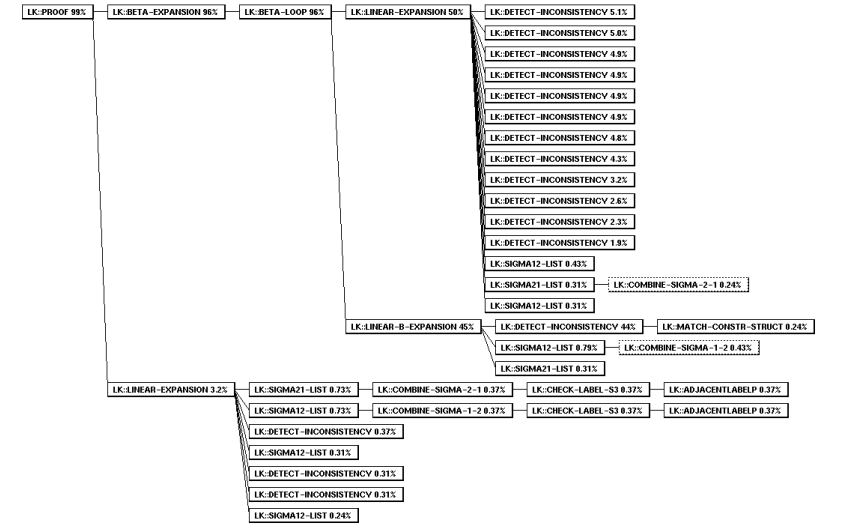 LK::PROOF 99%
LK::BETA-EXPANSION 96%
LK::BETA-LOOP 96%
LK::LINEAR-EXPANSION 50%
LK::DETECT-INCONSISTENCY 5.1%
LK::DETECT-INCONSISTENCY 5.0%
LK::DETECT-INCONSISTENCY 4.9%
LK::DETECT-INCONSISTENCY 4.9%
LK::DETECT-INCONSISTENCY 4.9%
LK::DETECT-INCONSISTENCY 4.9%
LK::DETECT-INCONSISTENCY 4.8%
LK::DETECT-INCONSISTENCY 4.3%
LK::DETECT-INCONSISTENCY 3.2%
LK::DETECT-INCONSISTENCY 2.6%
LK::DETECT-INCONSISTENCY 2.3%
LK::DETECT-INCONSISTENCY 1.9%
LK::SIGMA12-LIST 0.43%
LK::SIGMA21-LIST 0.31%
LK::COMBINE-SIGMA-2-1 0.24%
LK::SIGMA12-LIST 0.31%
LK::LINEAR-B-EXPANSION 45%
LK::DETECT-INCONSISTENCY 44%
LK::MATCH-CONSTR-STRUCT 0.24%
LK::SIGMA12-LIST 0.79%
LK::COMBINE-SIGMA-1-2 0.43%
LK::SIGMA21-LIST 0.31%
LK::LINEAR-EXPANSION 3.2%
LK::SIGMA21-LIST 0.73%
LK::COMBINE-SIGMA-2-1 0.37%
LK::CHECK-LABEL-S3 0.37%
LK::ADJACENTLABELP 0.37%
LK::SIGMA12-LIST 0.73%
LK::COMBINE-SIGMA-1-2 0.37%
LK::CHECK-LABEL-S3 0.37%
LK::ADJACENTLABELP 0.37%
LK::DETECT-INCONSISTENCY 0.37%
LK::SIGMA12-LIST 0.31%
LK::DETECT-INCONSISTENCY 0.31%
LK::DETECT-INCONSISTENCY 0.31%
LK::SIGMA12-LIST 0.24%